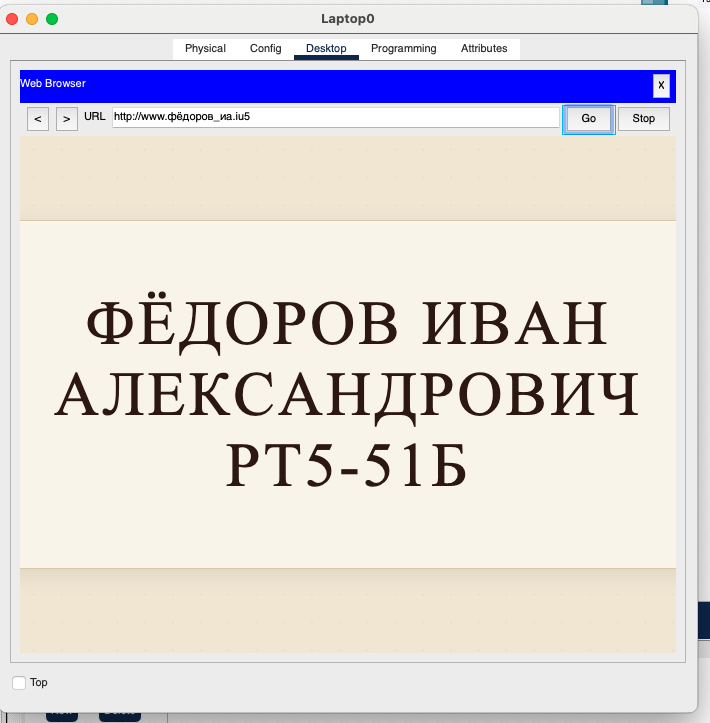 Laptop0
Physical Config Desktop Programming Attributes
Web Browser X
< > URL http://www.фёдоров_иа.iu5 Go Stop
ФЁДОРОВ ИВАН
АЛЕКСАНДРОВИЧ
РТ5-51Б
Top